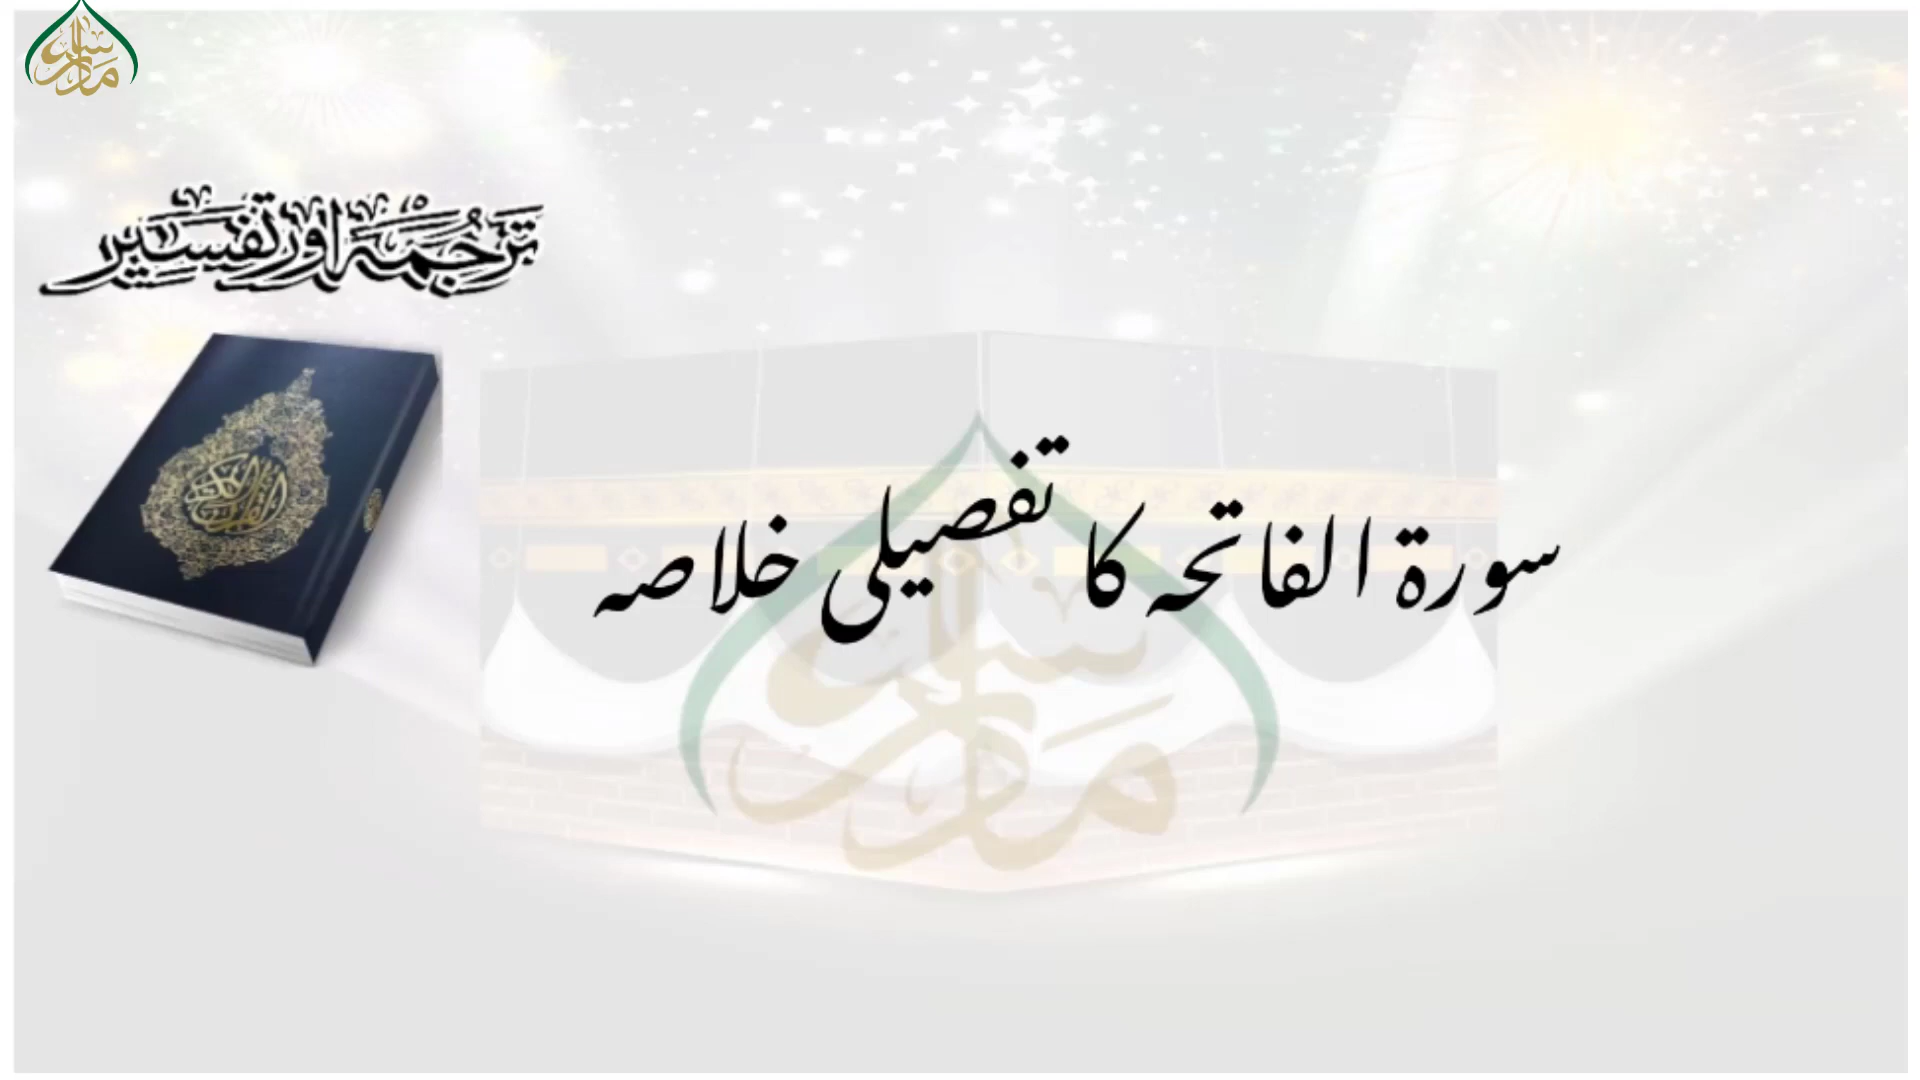 ترجمہ اور تفسیر
سورۃ الفاتحہ کا تفصیلی خلاصہ